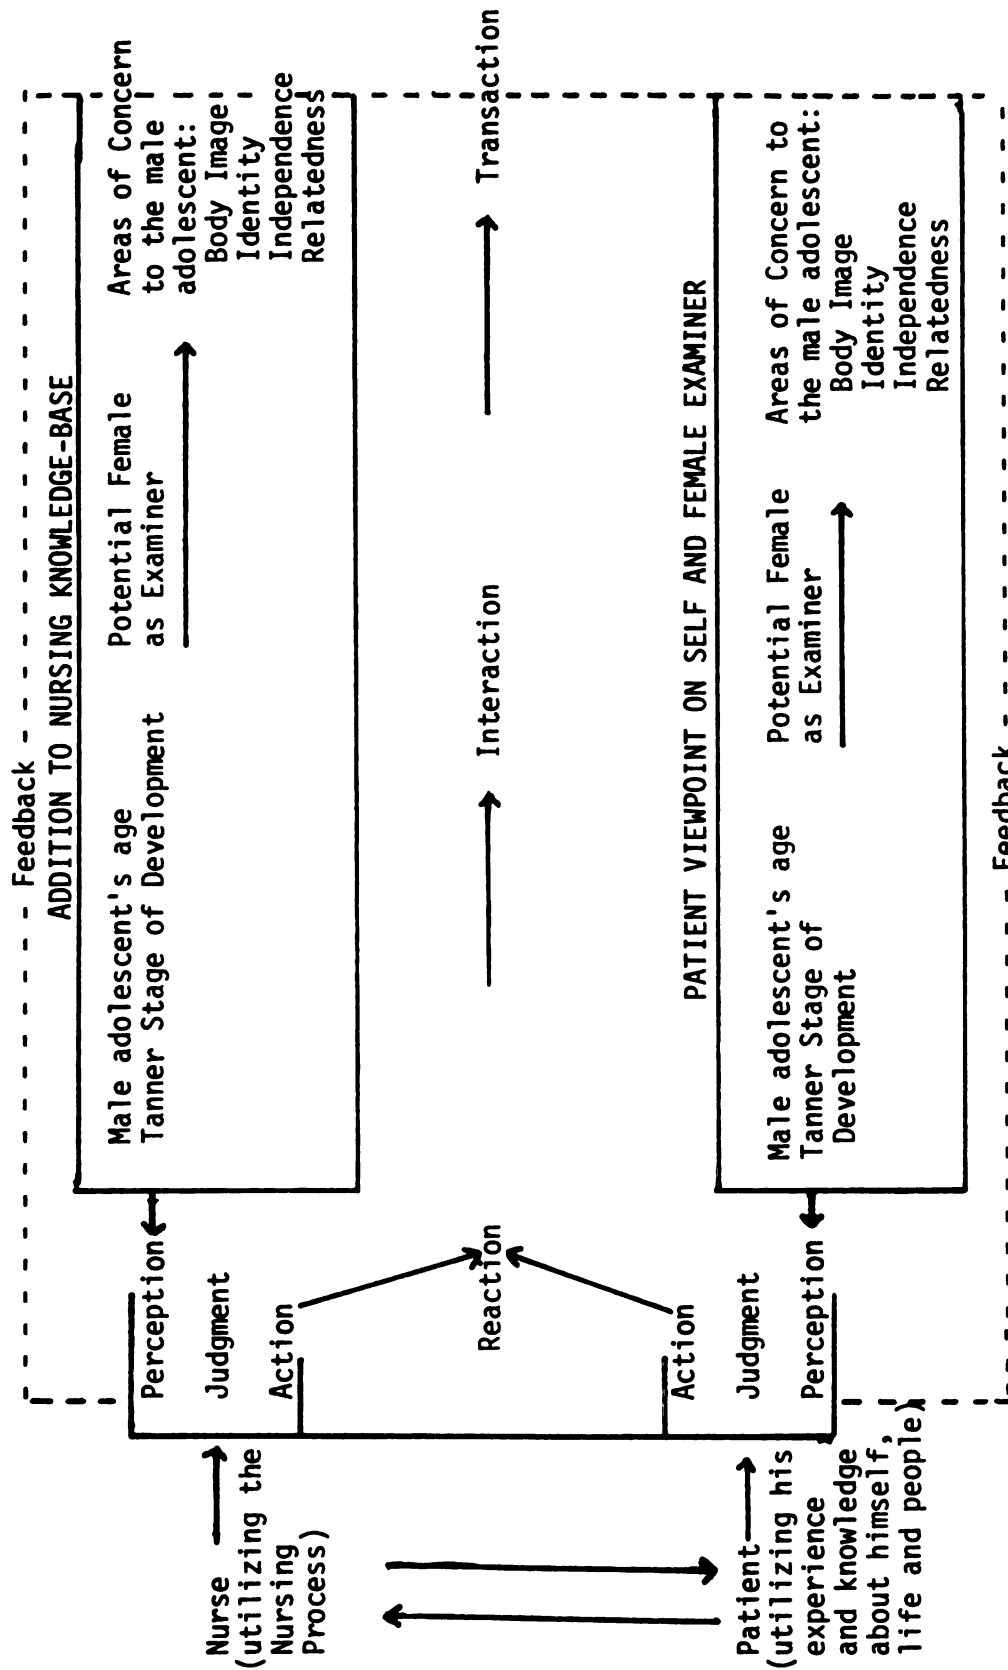 Feedback
ADDITION TO NURSING KNOWLEDGE-BASE
Nurse
(utilizing the
Nursing
Process)
Perception
Judgment
Action
Male adolescent's age
Tanner Stage of Development
Potential Female
as Examiner
Areas of Concern
to the male
adolescent:
Body Image
Identity
Independence
Relatedness
Reaction
Interaction
Transaction
PATIENT VIEWPOINT ON SELF AND FEMALE EXAMINER
Patient
(utilizing his
experience
and knowledge
about himself,
life and people)
Action
Judgment
Perception
Male adolescent's age
Tanner Stage of
Development
Potential Female
as Examiner
Areas of Concern to
the male adolescent:
Body Image
Identity
Independence
Relatedness
Feedback